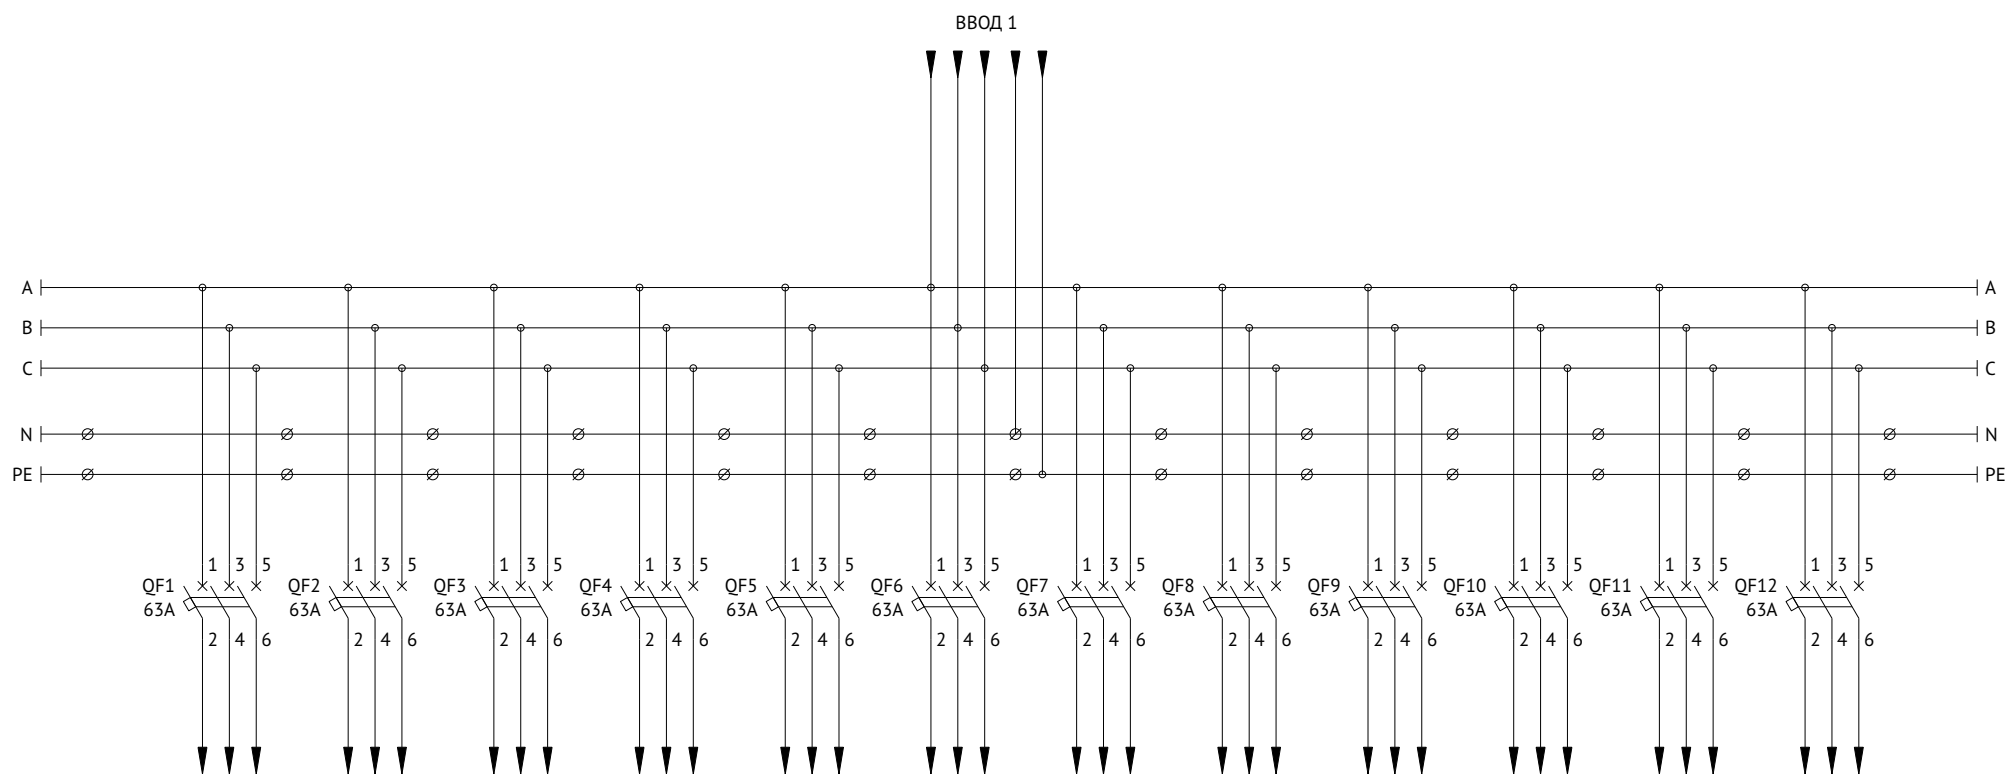 ВВОД 1
A A
B B
C C
N N
PE PE
1 3 5 1 3 5 1 3 5 1 3 5 1 3 5 1 3 5 1 3 5 1 3 5 1 3 5 1 3 5 1 3 5 1 3 5
QF1 QF2 QF3 QF4 QF5 QF6 QF7 QF8 QF9 QF10 QF11 QF12
63A 63A 63A 63A 63A 63A 63A 63A 63A 63A 63A 63A
2 4 6 2 4 6 2 4 6 2 4 6 2 4 6 2 4 6 2 4 6 2 4 6 2 4 6 2 4 6 2 4 6 2 4 6